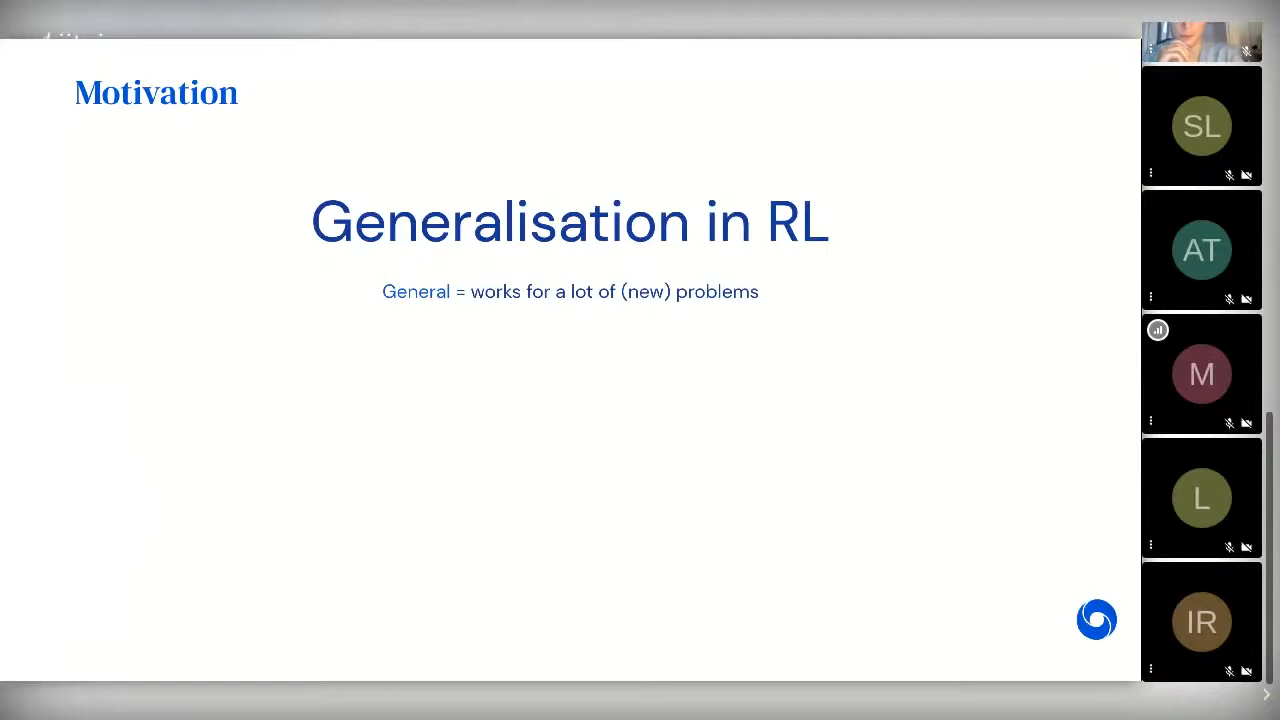 Motivation
Generalisation in RL
General = works for a lot of (new) problems
SL
AT
M
L
IR